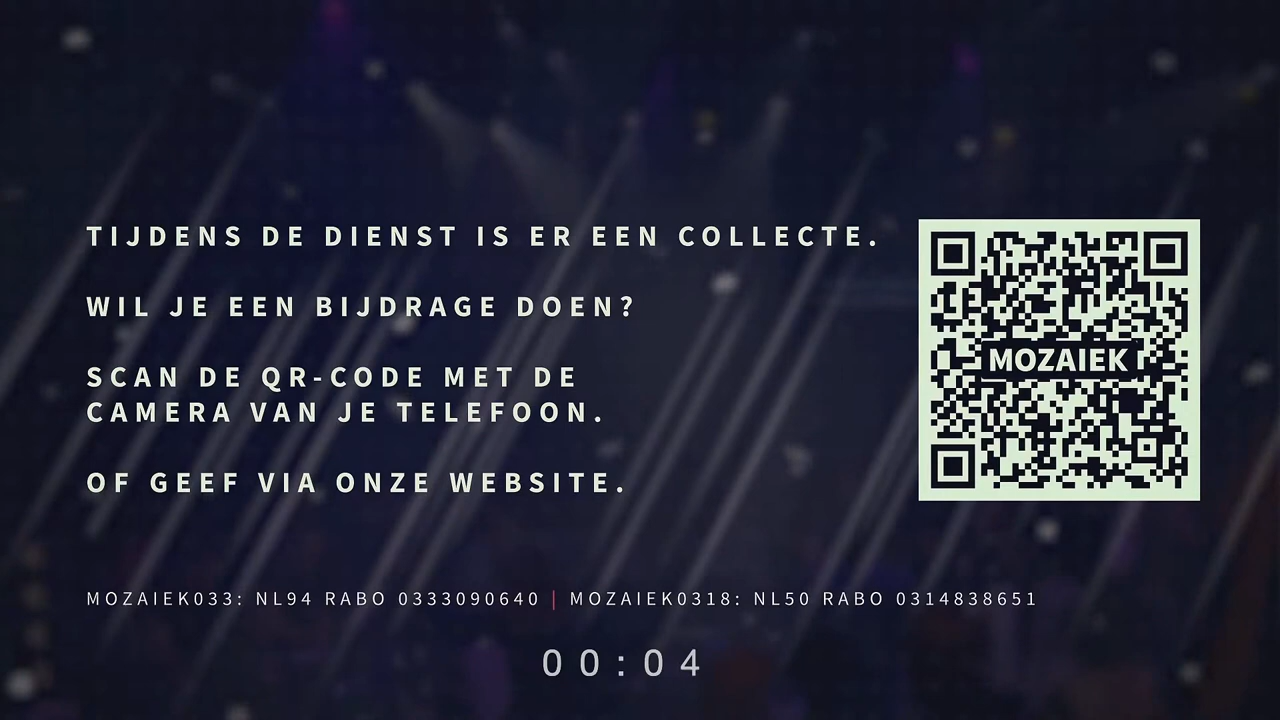 TIJDENS DE DIENST IS ER EEN COLLECTE.
WIL JE EEN BIJDRAGE DOEN?
SCAN DE QR-CODE MET DE
CAMERA VAN JE TELEFOON.
OF GEEF VIA ONZE WEBSITE.
MOZAIEK
MOZAIEK033: NL94 RABO 0333090640 | MOZAIEK0318: NL50 RABO 0314838651
00:04